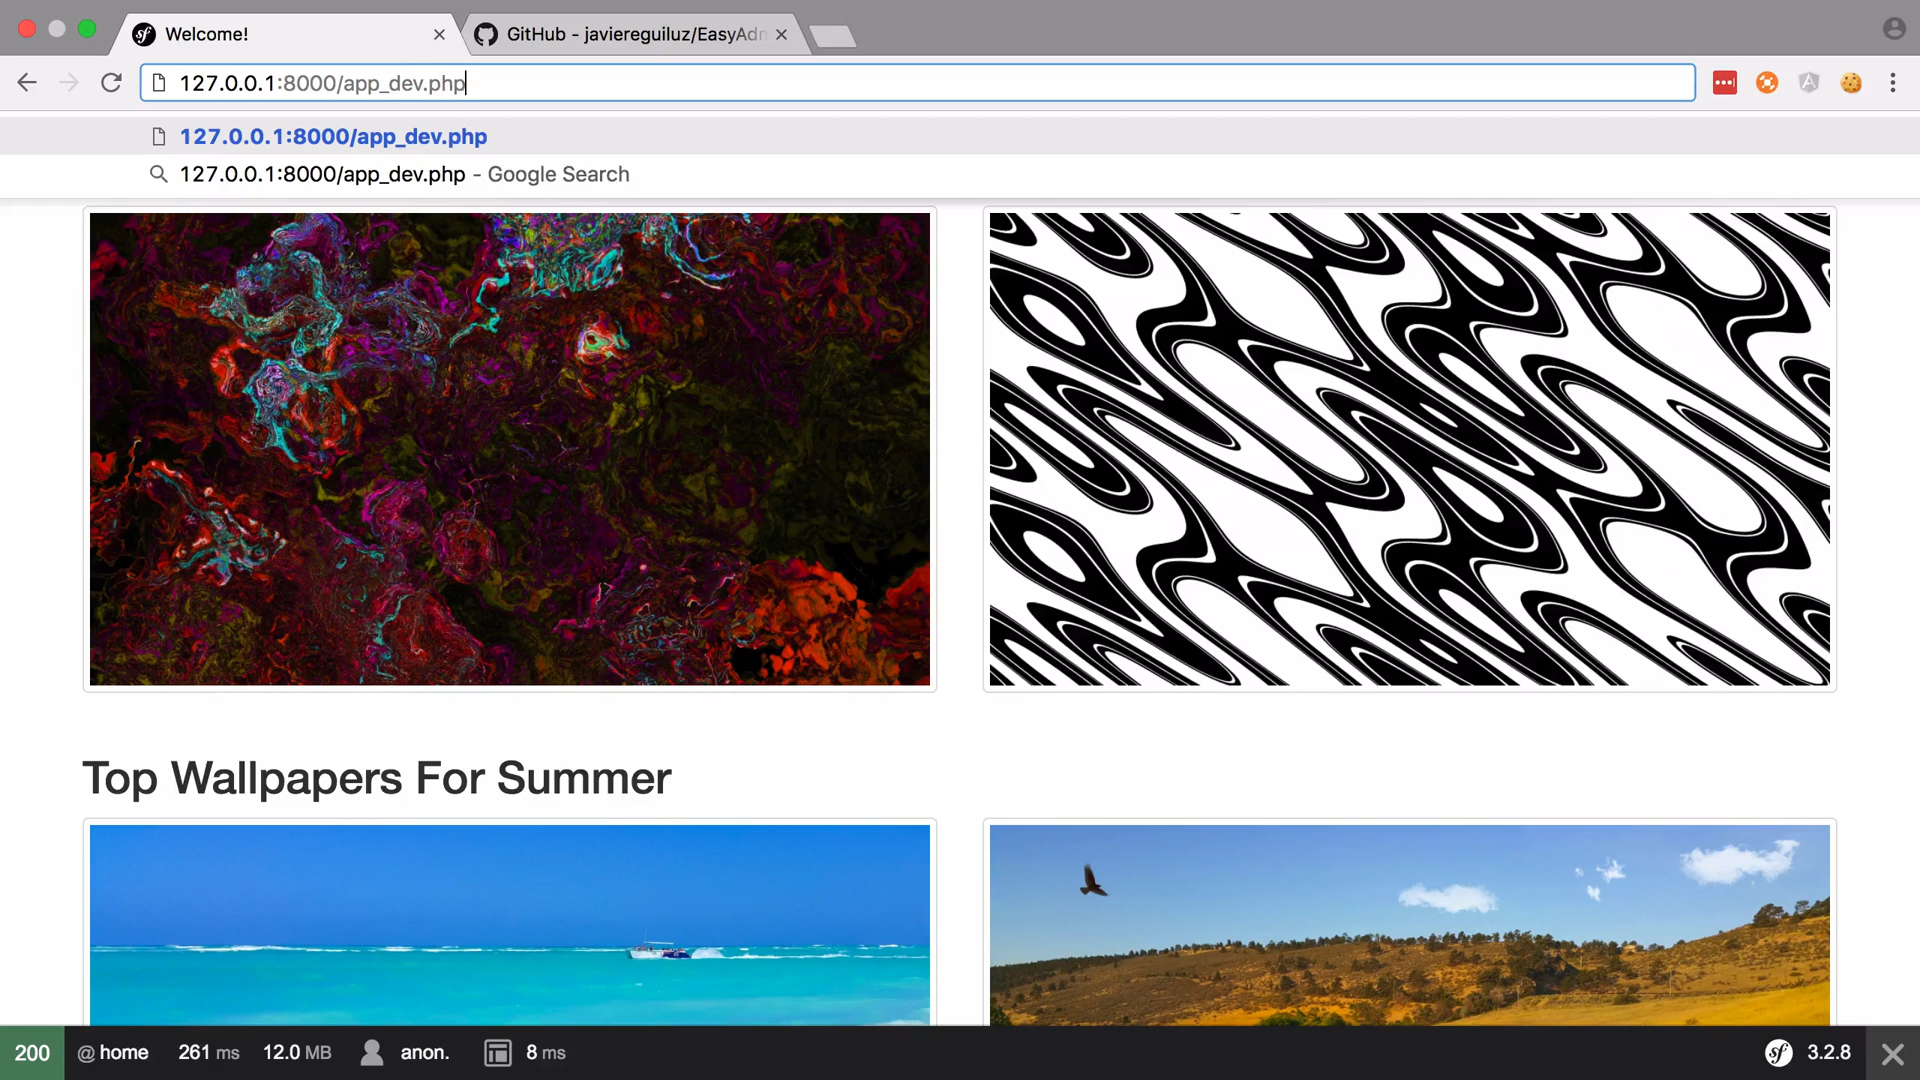 Welcome!
GitHub - javiereguiluz/EasyAdm
127.0.0.1:8000/app_dev.php
127.0.0.1:8000/app_dev.php
127.0.0.1:8000/app_dev.php - Google Search
Top Wallpapers For Summer
200 @ home 261 ms 12.0 MB anon. 8 ms sf 3.2.8